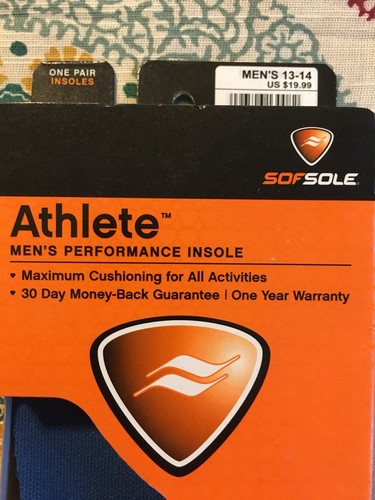 ONE PAIR
INSOLES
MEN'S 13-14
US $19.99
SOFSOLE
Athlete™
MEN'S PERFORMANCE INSOLE
Maximum Cushioning for All Activities
30 Day Money-Back Guarantee | One Year Warranty